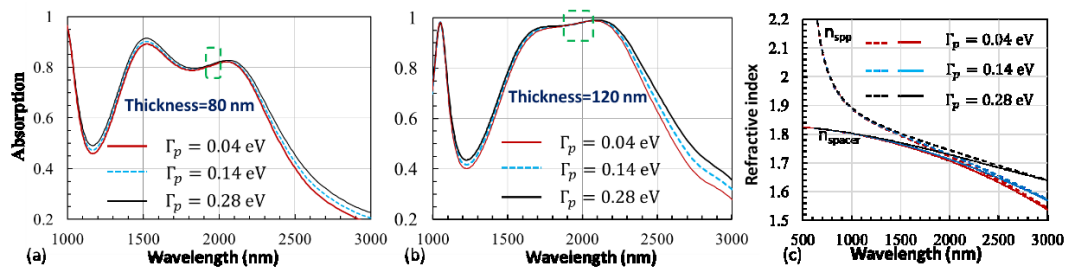 Absorption
1
0.8
0.6
0.4
0.2
Thickness=80 nm
Γp = 0.04 eV
Γp = 0.14 eV
Γp = 0.28 eV
1000 1500 2000 2500 3000
(a) Wavelength (nm)
1
0.8
0.6
0.4
0.2
Thickness=120 nm
Γp = 0.04 eV
Γp = 0.14 eV
Γp = 0.28 eV
1000 1500 2000 2500 3000
(b) Wavelength (nm)
Refractive index
2.2
2.1
2
1.9
1.8
1.7
1.6
1.5
nspp
nspacer
Γp = 0.04 eV
Γp = 0.14 eV
Γp = 0.28 eV
500 1000 1500 2000 2500 3000
(c) Wavelength (nm)